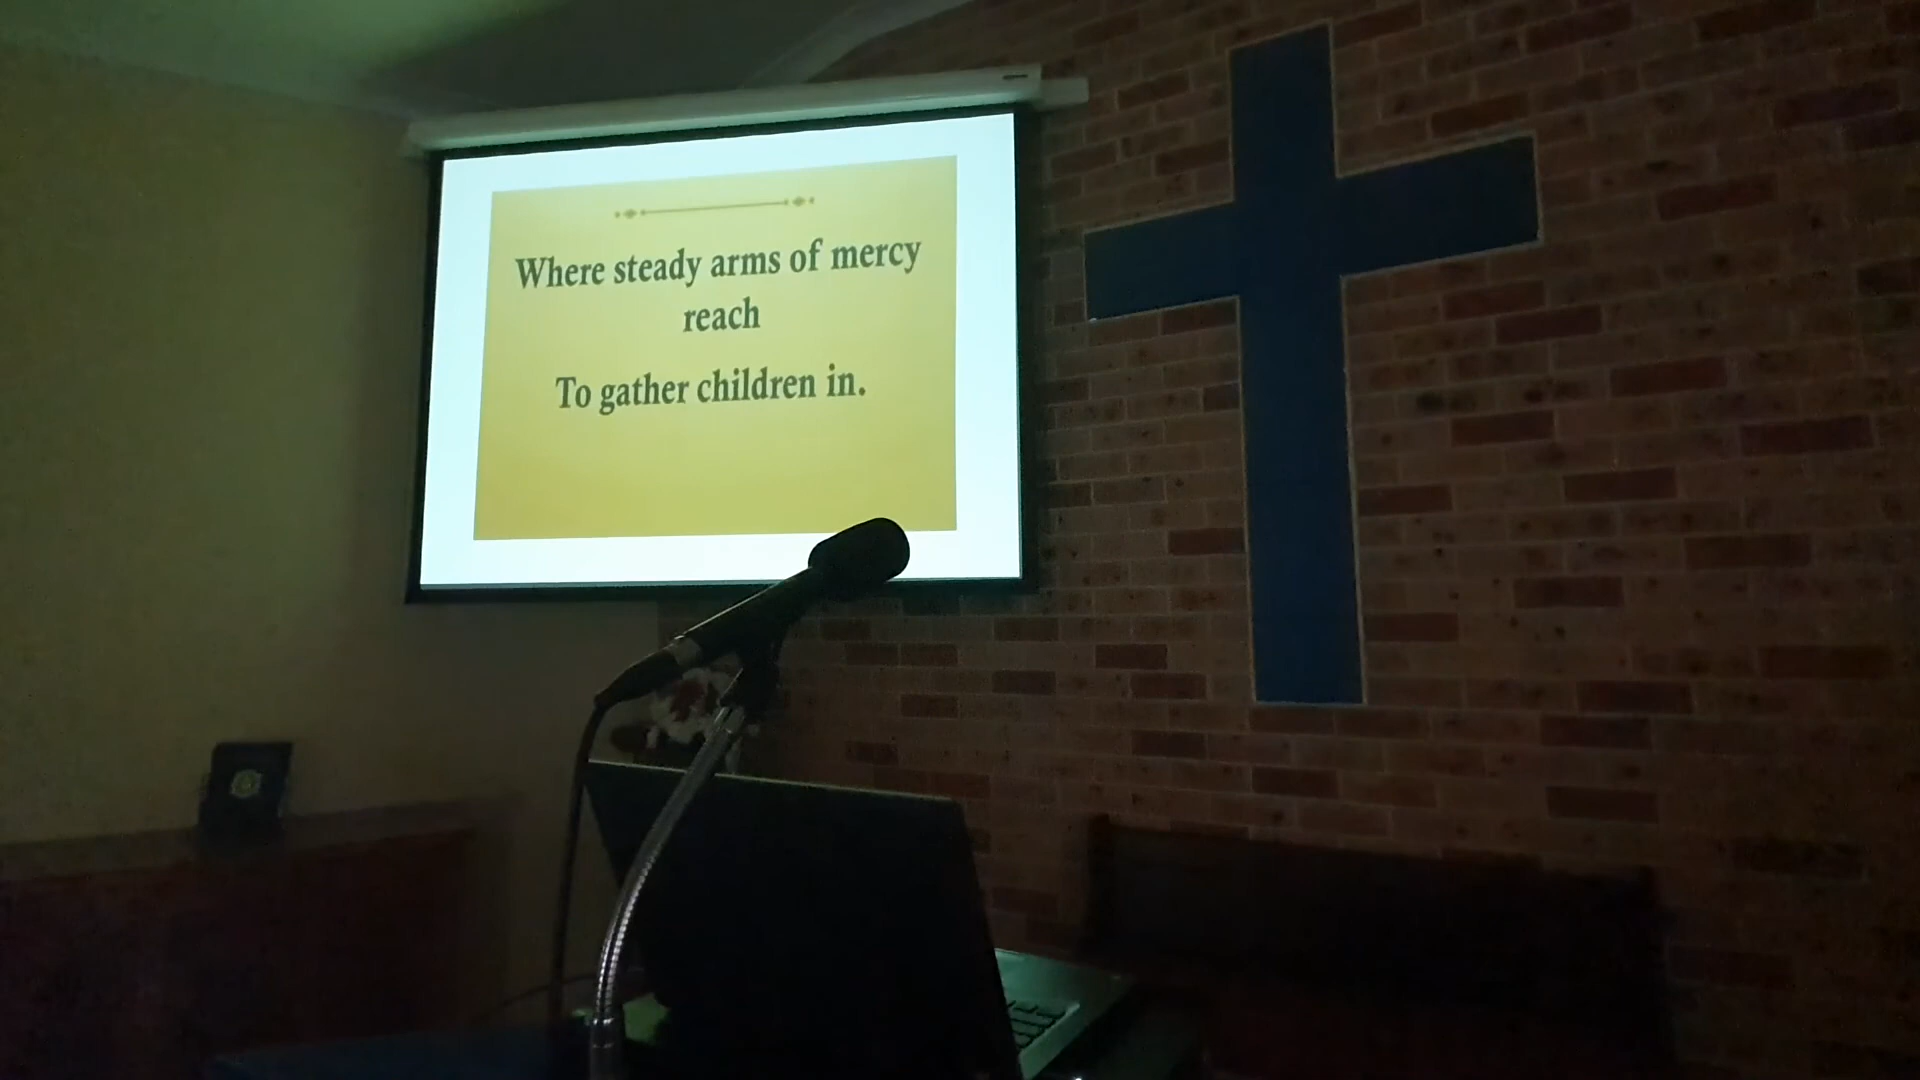 Where steady arms of mercy
reach
To gather children in.